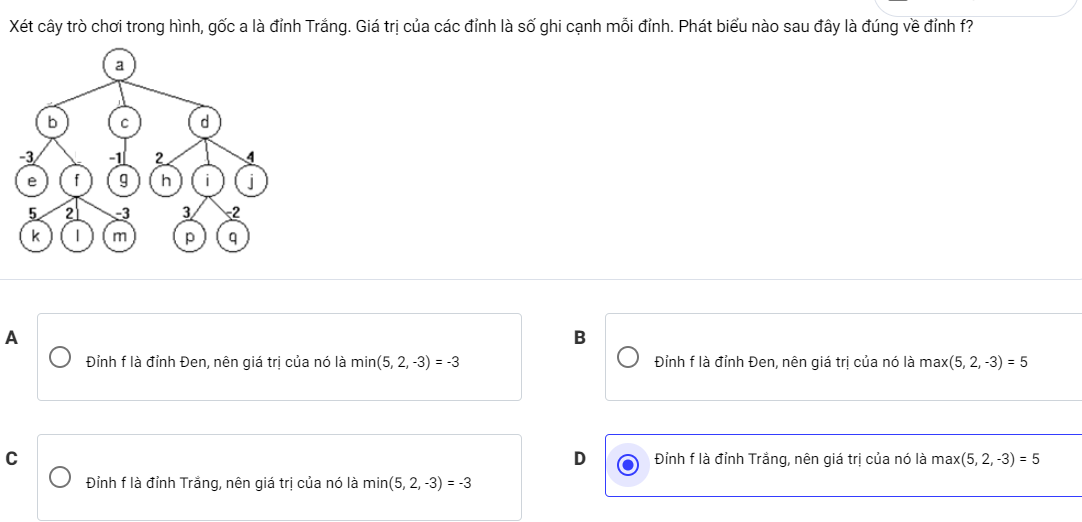 Xét cây trò chơi trong hình, gốc a là đỉnh Trắng. Giá trị của các đỉnh là số ghi cạnh mỗi đỉnh. Phát biểu nào sau đây là đúng về đỉnh f?
a
b c d
-3 -1 2 4
e f g h i j
5 2 -3 3 -2
k l m p q
A
Đỉnh f là đỉnh Đen, nên giá trị của nó là min(5, 2, -3) = -3
B
Đỉnh f là đỉnh Đen, nên giá trị của nó là max(5, 2, -3) = 5
C
Đỉnh f là đỉnh Trắng, nên giá trị của nó là min(5, 2, -3) = -3
D
Đỉnh f là đỉnh Trắng, nên giá trị của nó là max(5, 2, -3) = 5